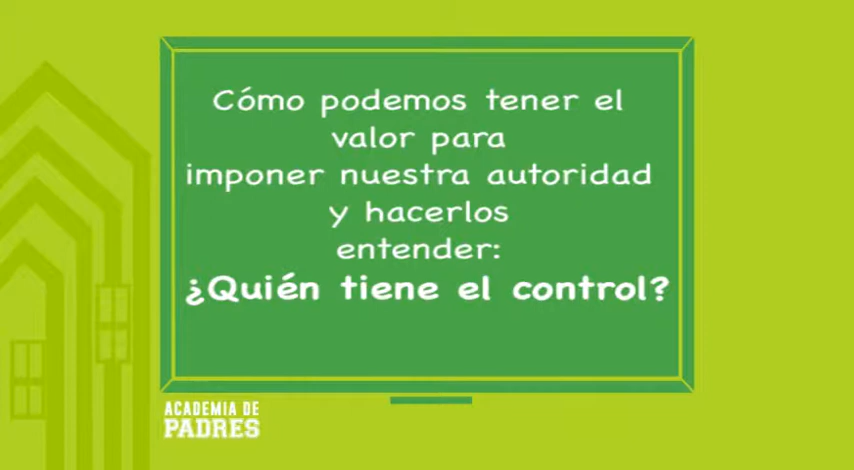 Cómo podemos tener el
valor para
imponer nuestra autoridad
y hacerlos
entender:
¿Quién tiene el control?
ACADEMIA DE
PADRES